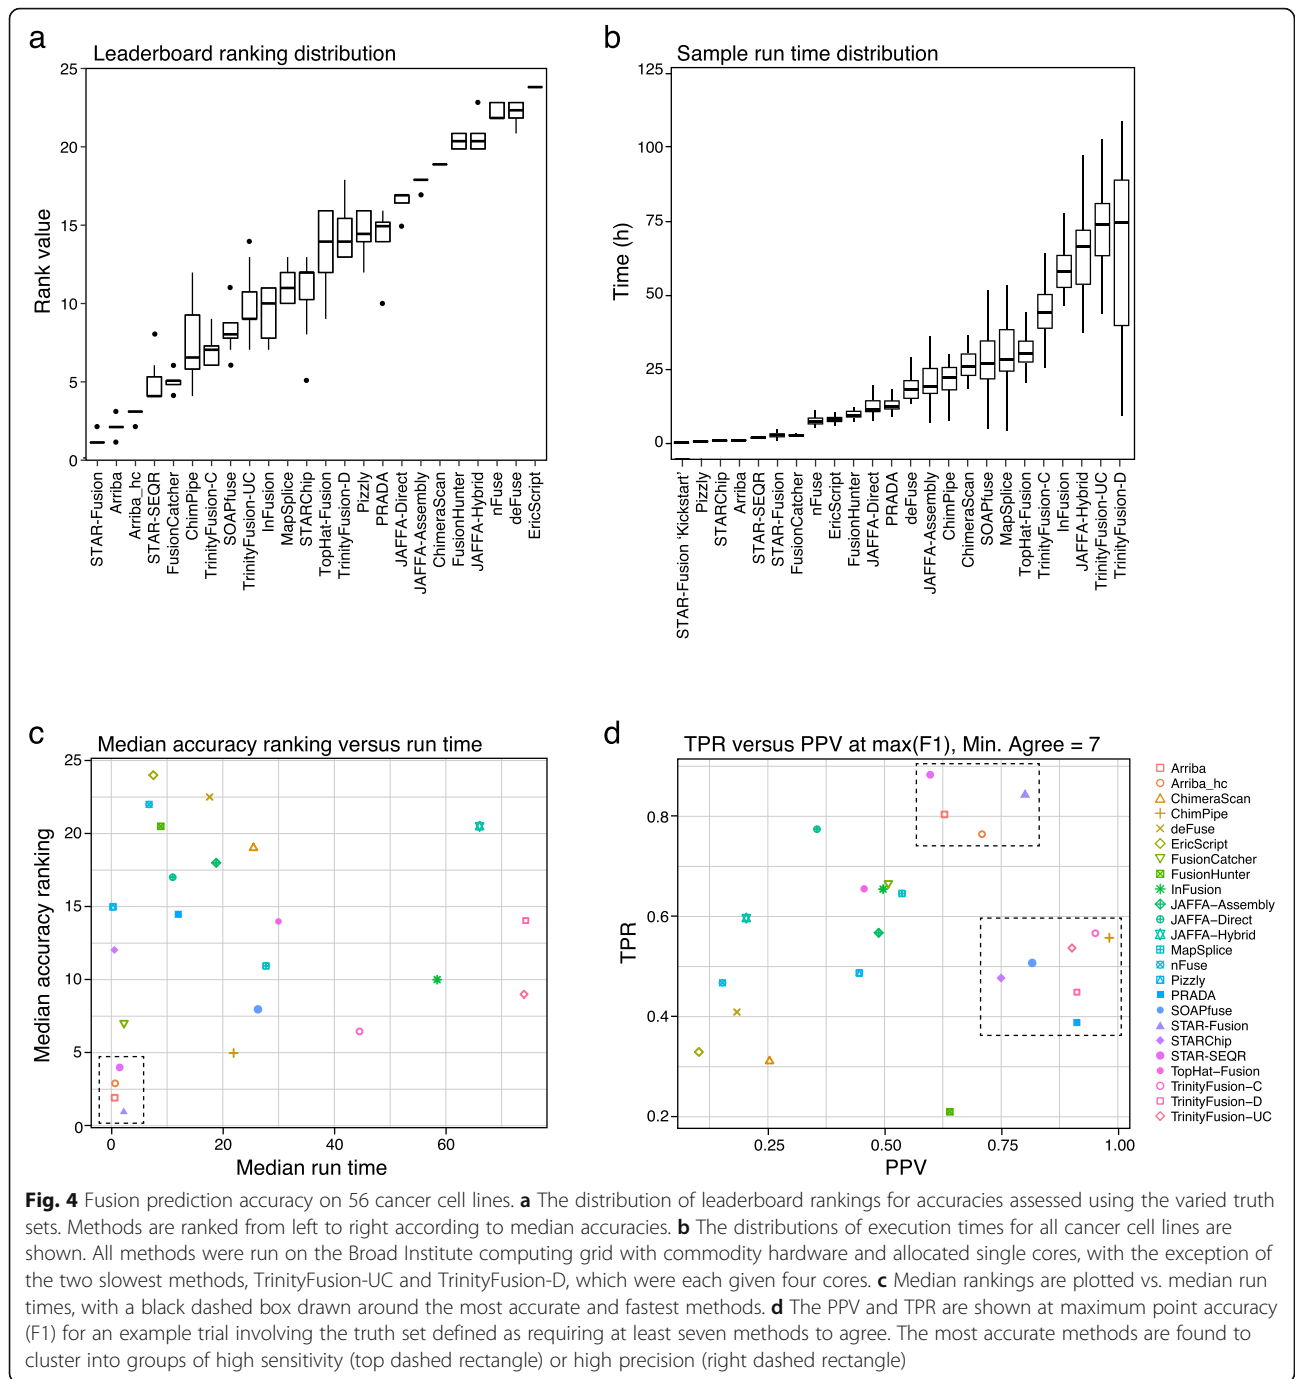 a
Leaderboard ranking distribution
25
20
15
10
5
0
Rank value
STAR-Fusion
Arriba
Arriba_hc
STAR-SEQR
FusionCatcher
ChimPipe
TrinityFusion-C
SOAPfuse
TrinityFusion-UC
InFusion
MapSplice
STARChip
TopHat-Fusion
TrinityFusion-D
Pizzly
PRADA
JAFFA-Direct
JAFFA-Assembly
ChimeraScan
FusionHunter
JAFFA-Hybrid
nFuse
deFuse
EricScript
b
Sample run time distribution
125
100
75
50
25
0
Time (h)
STAR-Fusion 'Kickstart'
Pizzly
STARChip
Arriba
STAR-SEQR
STAR-Fusion
FusionCatcher
nFuse
EricScript
FusionHunter
JAFFA-Direct
PRADA
deFuse
JAFFA-Assembly
ChimPipe
ChimeraScan
SOAPfuse
MapSplice
TopHat-Fusion
TrinityFusion-C
InFusion
JAFFA-Hybrid
TrinityFusion-UC
TrinityFusion-D
c
Median accuracy ranking versus run time
25
20
15
10
5
0
Median accuracy ranking
0 20 40 60
Median run time
d
TPR versus PPV at max(F1), Min. Agree = 7
0.8
0.6
0.4
0.2
TPR
0.25 0.50 0.75 1.00
PPV
Arriba
Arriba_hc
ChimeraScan
ChimPipe
deFuse
EricScript
FusionCatcher
FusionHunter
InFusion
JAFFA−Assembly
JAFFA−Direct
JAFFA−Hybrid
MapSplice
nFuse
Pizzly
PRADA
SOAPfuse
STAR−Fusion
STARChip
STAR−SEQR
TopHat−Fusion
TrinityFusion−C
TrinityFusion−D
TrinityFusion−UC
Fig. 4 Fusion prediction accuracy on 56 cancer cell lines. a The distribution of leaderboard rankings for accuracies assessed using the varied truth
sets. Methods are ranked from left to right according to median accuracies. b The distributions of execution times for all cancer cell lines are
shown. All methods were run on the Broad Institute computing grid with commodity hardware and allocated single cores, with the exception of
the two slowest methods, TrinityFusion-UC and TrinityFusion-D, which were each given four cores. c Median rankings are plotted vs. median run
times, with a black dashed box drawn around the most accurate and fastest methods. d The PPV and TPR are shown at maximum point accuracy
(F1) for an example trial involving the truth set defined as requiring at least seven methods to agree. The most accurate methods are found to
cluster into groups of high sensitivity (top dashed rectangle) or high precision (right dashed rectangle)